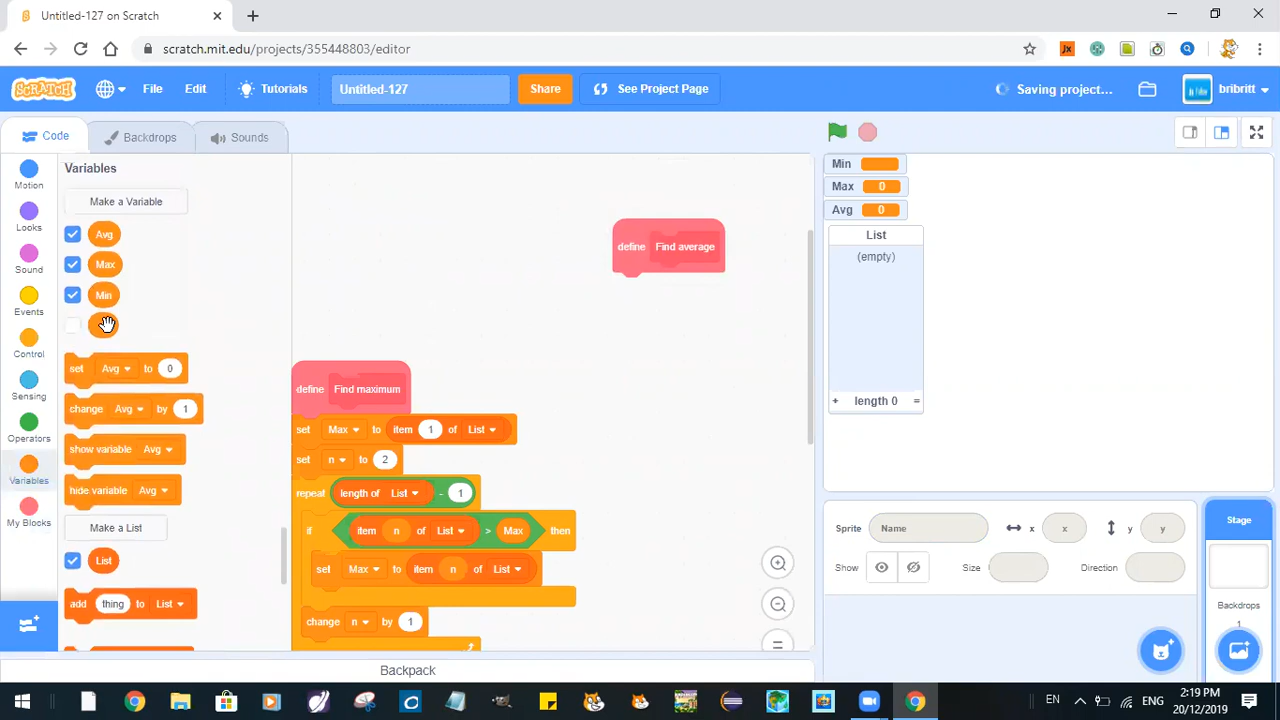 Untitled-127 on Scratch
scratch.mit.edu/projects/355448803/editor
SCRATCH
File
Edit
Tutorials
Untitled-127
Share
See Project Page
Saving project...
bribritt
Code
Backdrops
Sounds
Motion
Looks
Sound
Events
Control
Sensing
Operators
Variables
My Blocks
Variables
Make a Variable
Avg
Max
Min
set Avg to 0
change Avg by 1
show variable Avg
hide variable Avg
Make a List
List
add thing to List
define Find average
define Find maximum
set Max to item 1 of List
set n to 2
repeat length of List - 1
if item n of List > Max then
set Max to item n of List
change n by 1
Backpack
Min
Max 0
Avg 0
List
(empty)
+ length 0 =
Sprite Name x x y y
Show Size Direction
Stage
Backdrops
1
EN
ENG
2:19 PM
20/12/2019